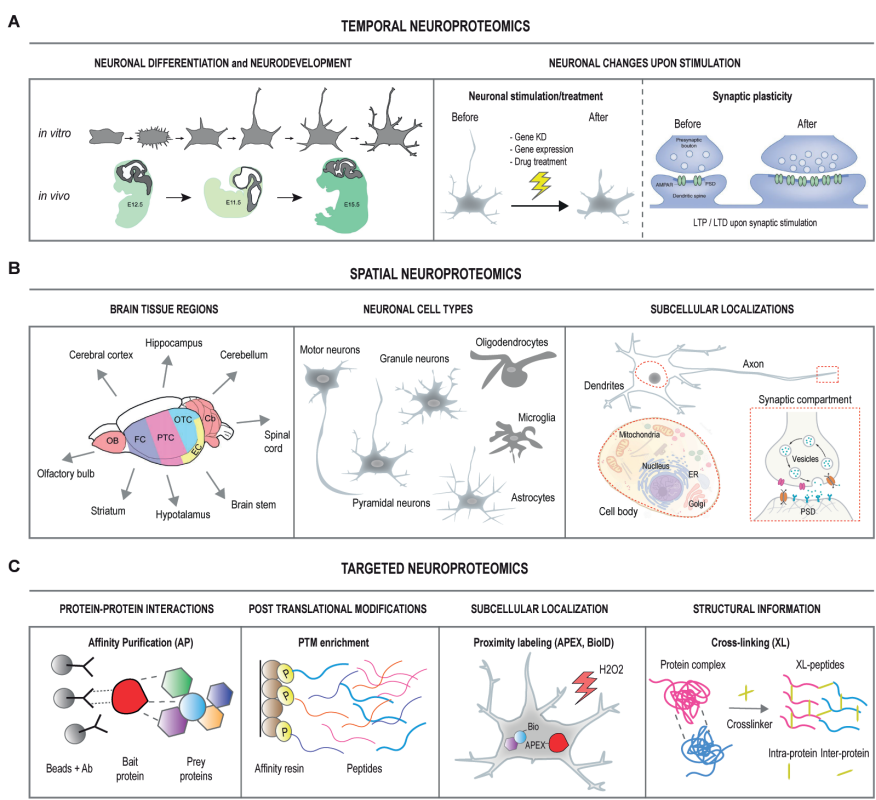 A
TEMPORAL NEUROPROTEOMICS
NEURONAL DIFFERENTIATION and NEURODEVELOPMENT
NEURONAL CHANGES UPON STIMULATION
in vitro
in vivo
E12.5
E11.5
E15.5
Neuronal stimulation/treatment
Before
After
- Gene KD
- Gene expression
- Drug treatment
Synaptic plasticity
Before
After
Presynaptic
bouton
AMPAR
PSD
Dendritic spine
LTP / LTD upon synaptic stimulation
B
SPATIAL NEUROPROTEOMICS
BRAIN TISSUE REGIONS
NEURONAL CELL TYPES
SUBCELLULAR LOCALIZATIONS
Cerebral cortex
Hippocampus
Cerebellum
OB
FC
PTC
OTC
EC
Cb
Spinal
cord
Olfactory bulb
Striatum
Hypotalamus
Brain stem
Motor neurons
Granule neurons
Oligodendrocytes
Microglia
Pyramidal neurons
Astrocytes
Dendrites
Axon
Synaptic compartment
Mitochondria
Nuclleus
ER
Golgi
Cell body
Vesicles
PSD
C
TARGETED NEUROPROTEOMICS
PROTEIN-PROTEIN INTERACTIONS
POST TRANSLATIONAL MODIFICATIONS
SUBCELLULAR LOCALIZATION
STRUCTURAL INFORMATION
Affinity Purification (AP)
Beads + Ab
Bait
protein
Prey
proteins
PTM enrichment
P
P
P
Affinity resin
Peptides
Proximity labeling (APEX, BioID)
H2O2
Bio
APEX
Cross-linking (XL)
Protein complex
XL-peptides
Crosslinker
Intra-protein
Inter-protein